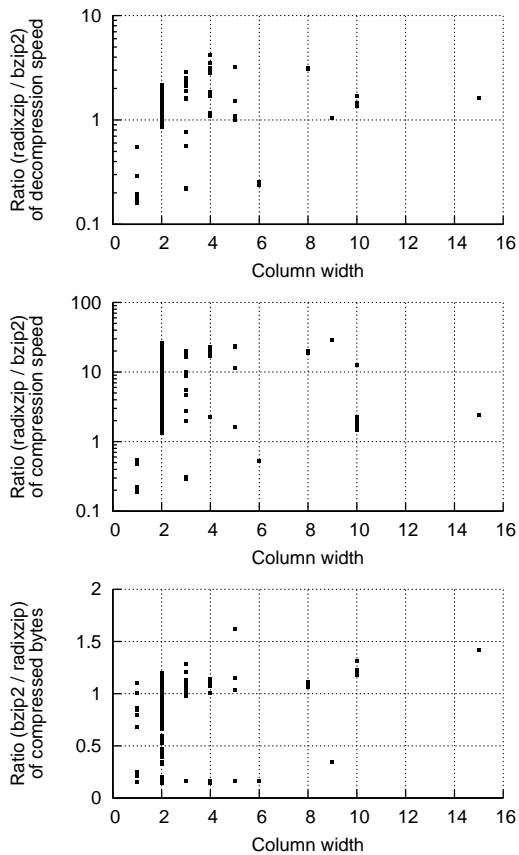 Ratio (radixzip / bzip2)
of decompression speed
10
1
0.1
0 2 4 6 8 10 12 14 16
Column width
Ratio (radixzip / bzip2)
of compression speed
100
10
1
0.1
0 2 4 6 8 10 12 14 16
Column width
Ratio (bzip2 / radixzip)
of compressed bytes
2
1.5
1
0.5
0
0 2 4 6 8 10 12 14 16
Column width